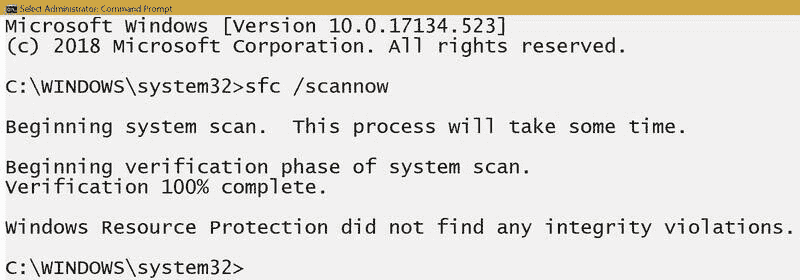 Select Administrator: Command Prompt
Microsoft Windows [Version 10.0.17134.523]
(c) 2018 Microsoft Corporation. All rights reserved.
C:\WINDOWS\system32>sfc /scannow
Beginning system scan.  This process will take some time.
Beginning verification phase of system scan.
Verification 100% complete.
Windows Resource Protection did not find any integrity violations.
C:\WINDOWS\system32>